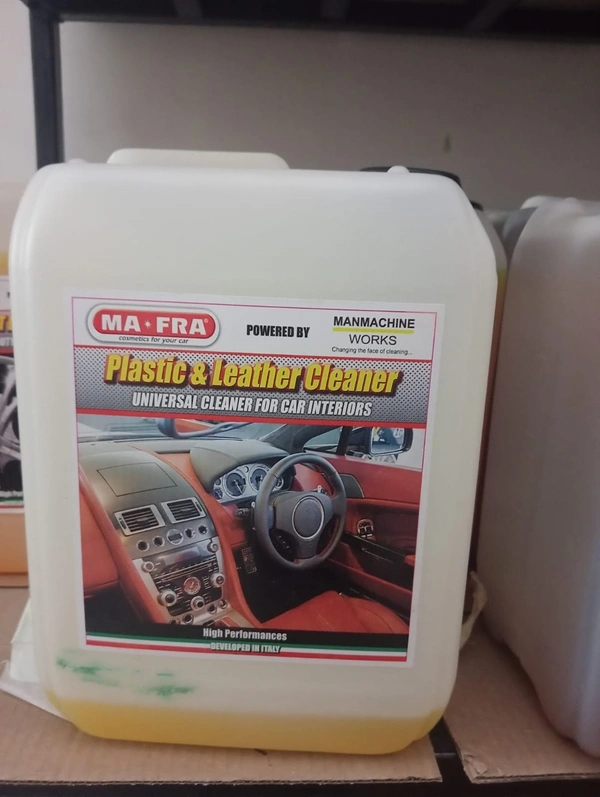 MA·FRA®
cosmetics for your car
POWERED BY
MANMACHINE
WORKS
Changing the face of cleaning...
Plastic & Leather Cleaner
UNIVERSAL CLEANER FOR CAR INTERIORS
High Performances
DEVELOPED IN ITALY